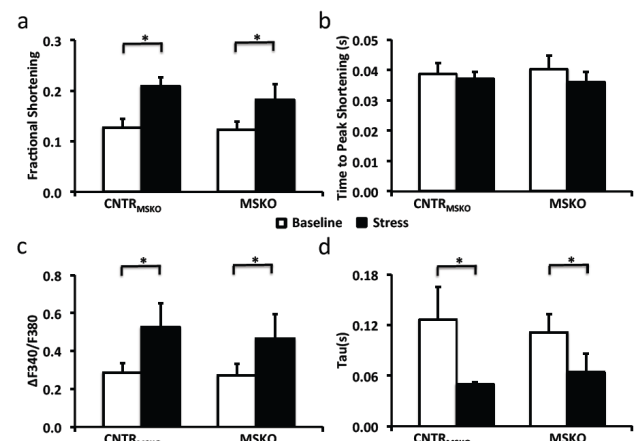 a
b
Fractional Shortening
0.3
0.2
0.1
0.0
*
*
CNTRMSKO
MSKO
Time to Peak Shortening (s)
0.05
0.04
0.03
0.02
0.01
0.00
CNTRMSKO
MSKO
Baseline Stress
c
d
ΔF340/F380
0.8
0.6
0.4
0.2
0.0
*
*
CNTRMSKO
MSKO
Tau(s)
0.18
0.12
0.06
0.00
*
*
CNTRMSKO
MSKO